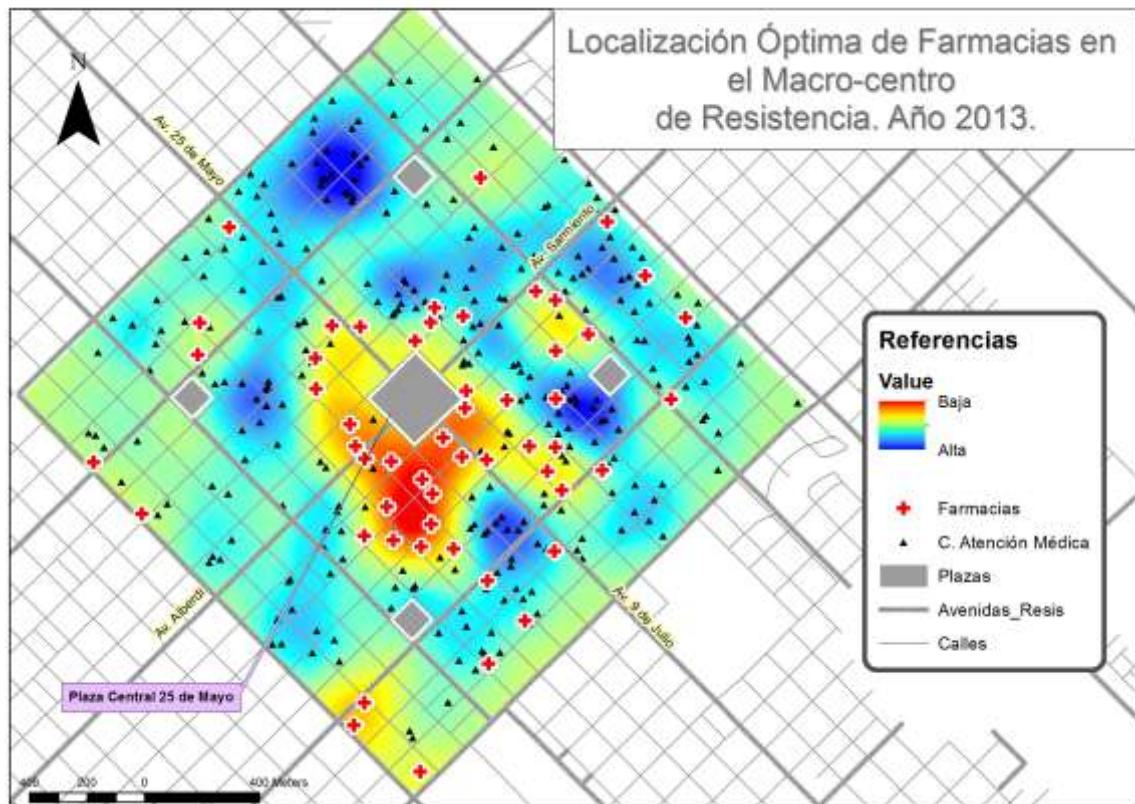 Localización Óptima de Farmacias en
el Macro-centro
de Resistencia. Año 2013.
N
Av. 25 de Mayo
Av. Sarmiento
Referencias
Value
Baja
Alta
Farmacias
C. Atención Médica
Plazas
Avenidas_Resis
Calles
Av. Alberdi
Av. 9 de Julio
Plaza Central 25 de Mayo
400 200 0 400 Meters